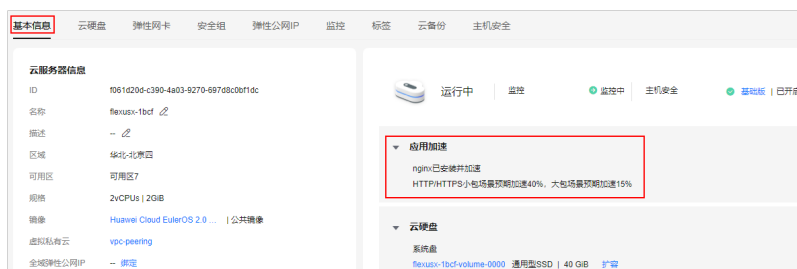 基本信息 云硬盘 弹性网卡 安全组 弹性公网IP 监控 标签 云备份 主机安全
云服务器信息
ID f061d20d-c390-4a03-9270-697d8c0bf1dc
名称 flexusx-1bcf
描述 --
区域 华北-北京四
可用区 可用区7
规格 2vCPUs | 2GiB
镜像 Huawei Cloud EulerOS 2.0 ... | 公共镜像
虚拟私有云 vpc-peering
全域弹性公网IP -- 绑定
运行中 监控 监控中 主机安全 基础版 | 已开启
应用加速
nginx已安装并加速
HTTP/HTTPS小包场景预期加速40%，大包场景预期加速15%
云硬盘
系统盘
flexusx-1bcf-volume-0000 通用型SSD | 40 GiB 扩容